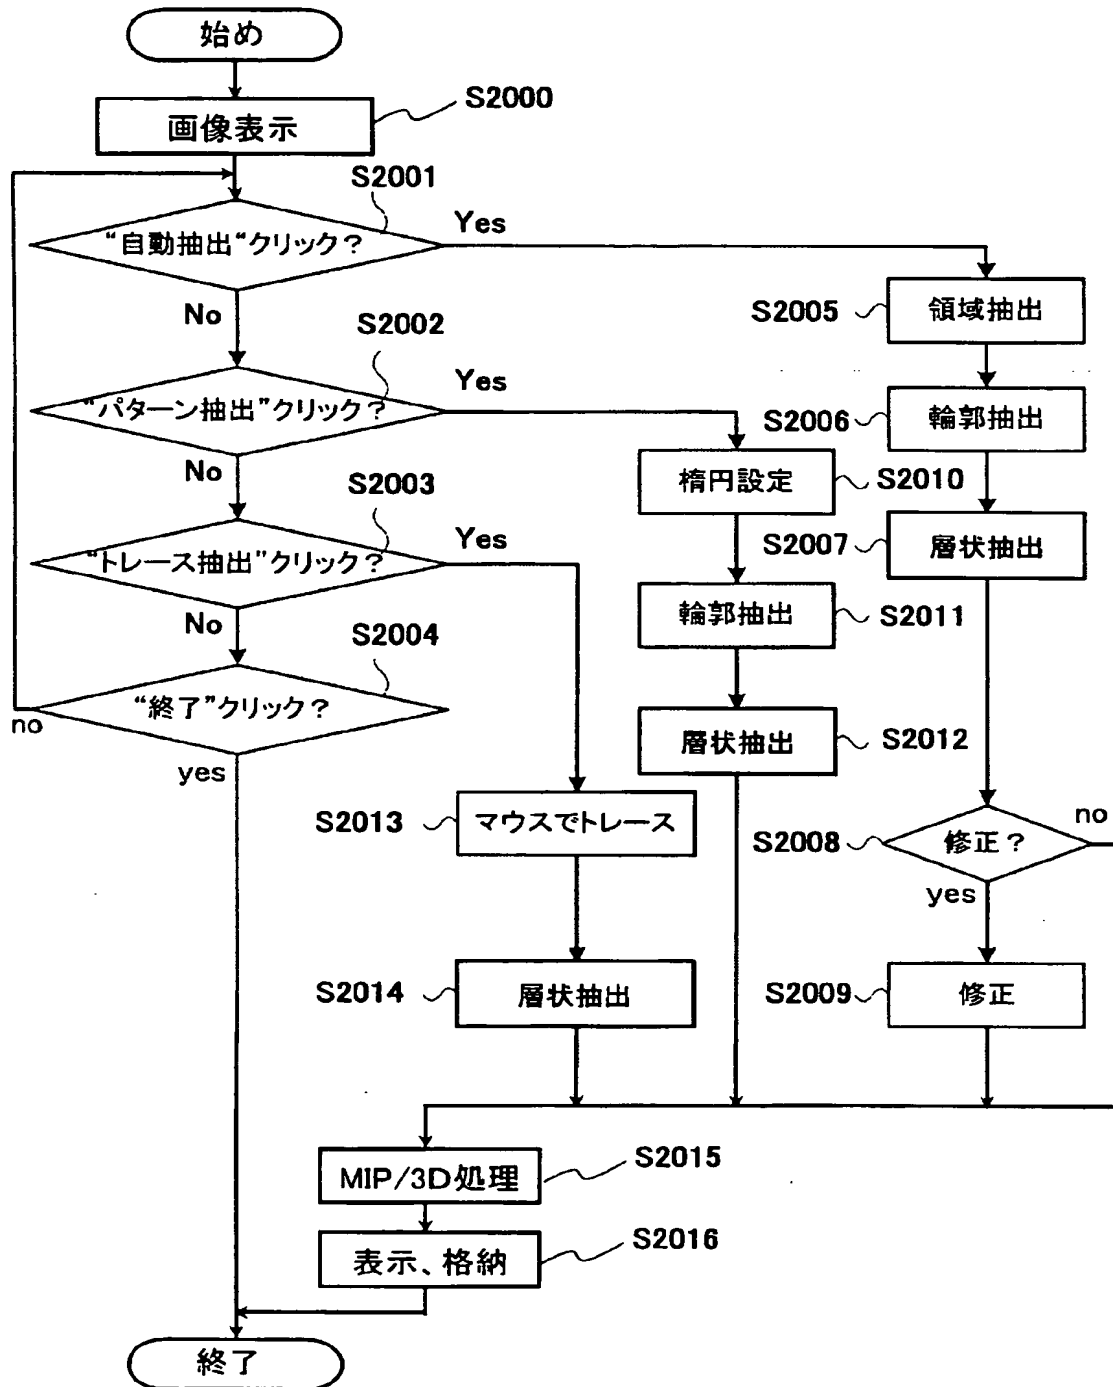 始め
画像表示
S2000
S2001
“自動抽出“クリック？
Yes
No
S2002
“パターン抽出”クリック？
Yes
No
S2003
“トレース抽出”クリック？
Yes
No
S2004
“終了”クリック？
no
yes
S2005
領域抽出
S2006
輪郭抽出
S2007
層状抽出
S2008
修正？
no
yes
S2009
修正
楕円設定
S2010
輪郭抽出
S2011
層状抽出
S2012
S2013
マウスでトレース
S2014
層状抽出
MIP/3D処理
S2015
表示、格納
S2016
終了